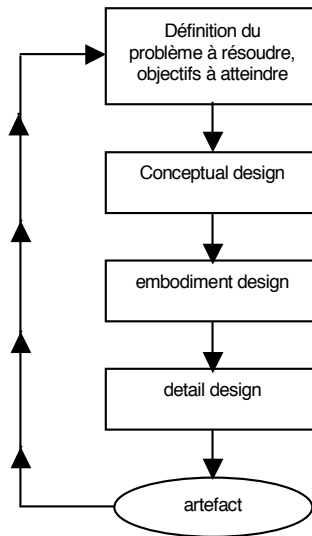 Définition du
problème à résoudre,
objectifs à atteindre
Conceptual design
embodiment design
detail design
artefact